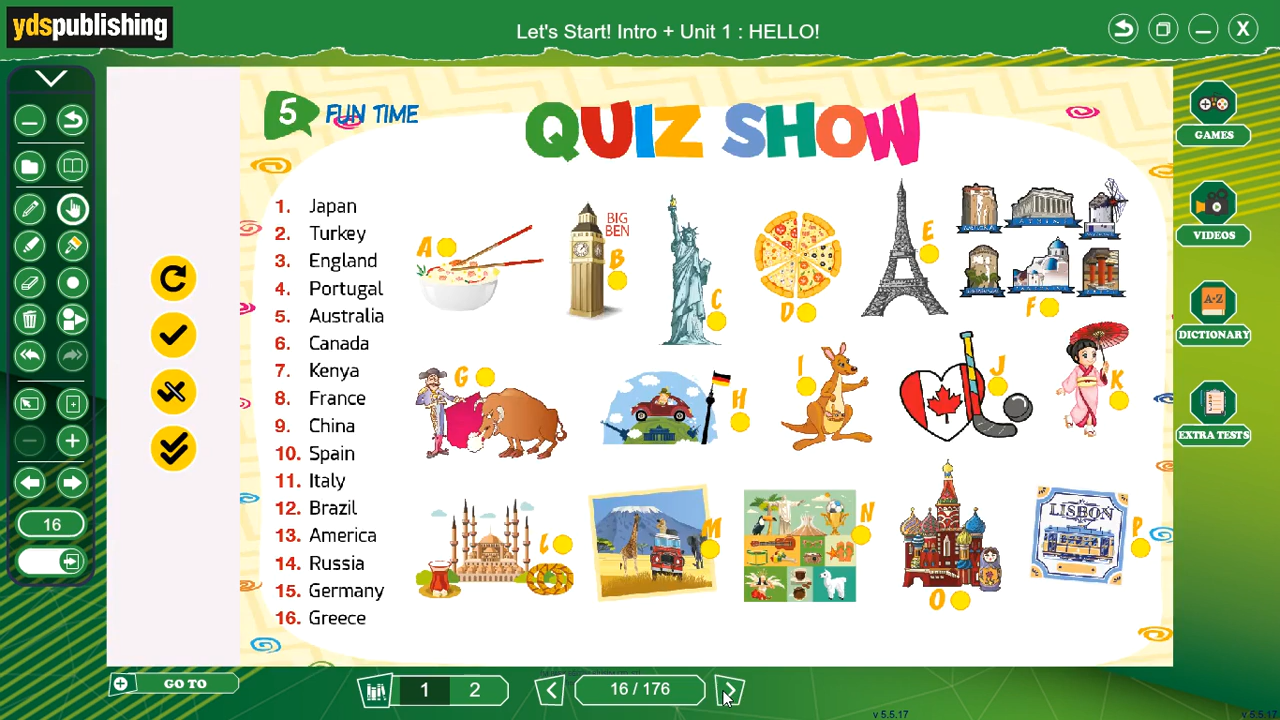 ydspublishing
Let's Start! Intro + Unit 1 : HELLO!
X
5 FUN TIME
QUIZ SHOW
1. Japan
2. Turkey
3. England
4. Portugal
5. Australia
6. Canada
7. Kenya
8. France
9. China
10. Spain
11. Italy
12. Brazil
13. America
14. Russia
15. Germany
16. Greece
A
BIG
BEN
B
C
D
E
F
G
H
I
J
K
L
M
N
O
LISBON
P
GAMES
VIDEOS
A-Z
DICTIONARY
EXTRA TESTS
16
GO TO
1 2
16 / 176
v 5.5.17
v 5.5.17